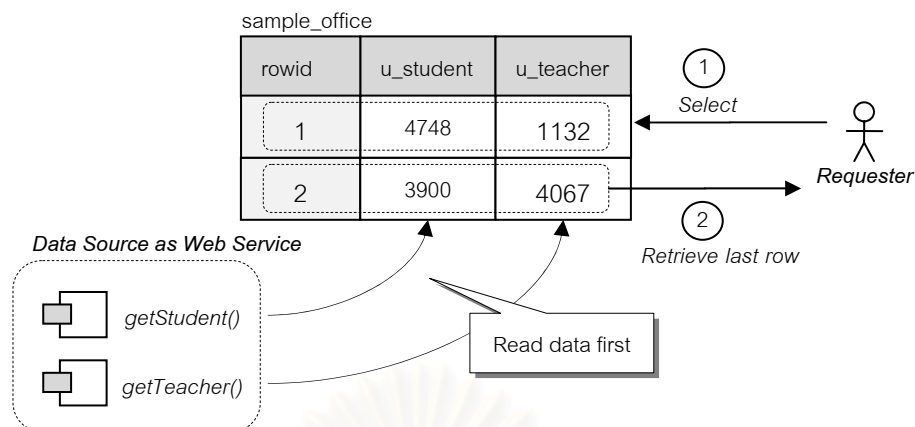 sample_office
rowid u_student u_teacher
1 4748 1132
2 3900 4067
1
Select
Requester
2
Retrieve last row
Data Source as Web Service
getStudent()
getTeacher()
Read data first